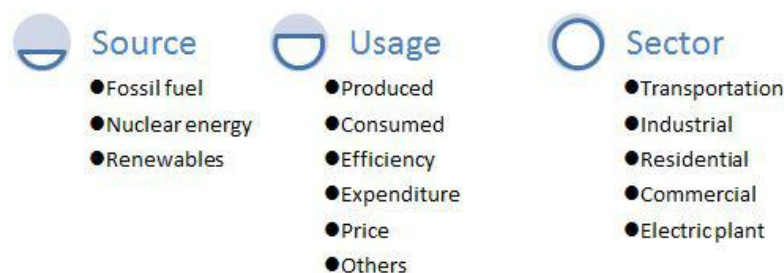 Source
●Fossil fuel
●Nuclear energy
●Renewables
Usage
●Produced
●Consumed
●Efficiency
●Expenditure
●Price
●Others
Sector
●Transportation
●Industrial
●Residential
●Commercial
●Electric plant